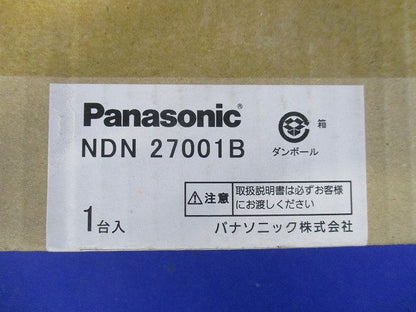 Panasonic®
NDN 27001B
箱
ダンボール
⚠注意
取扱説明書は必ずお客様
にお渡しください
1台入
パナソニック株式会社